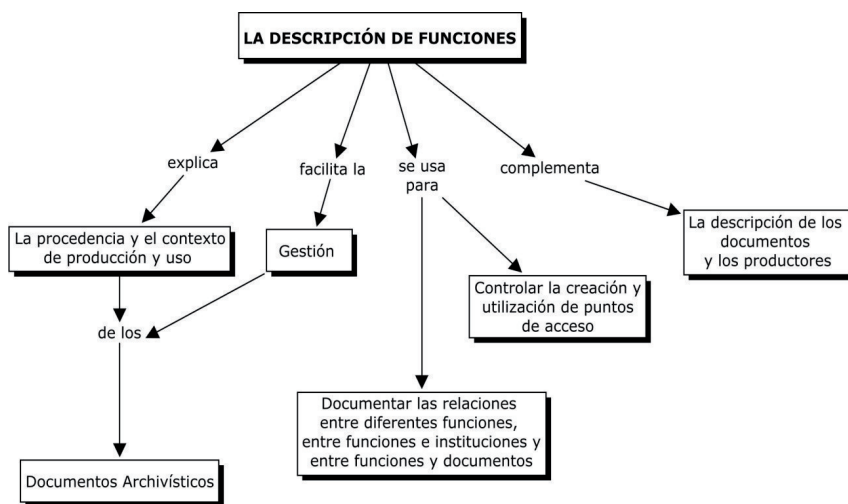 LA DESCRIPCIÓN DE FUNCIONES
explica
facilita la
se usa
para
complementa
La procedencia y el contexto
de producción y uso
Gestión
La descripción de los
documentos
y los productores
Controlar la creación y
utilización de puntos
de acceso
de los
Documentar las relaciones
entre diferentes funciones,
entre funciones e instituciones y
entre funciones y documentos
Documentos Archivísticos